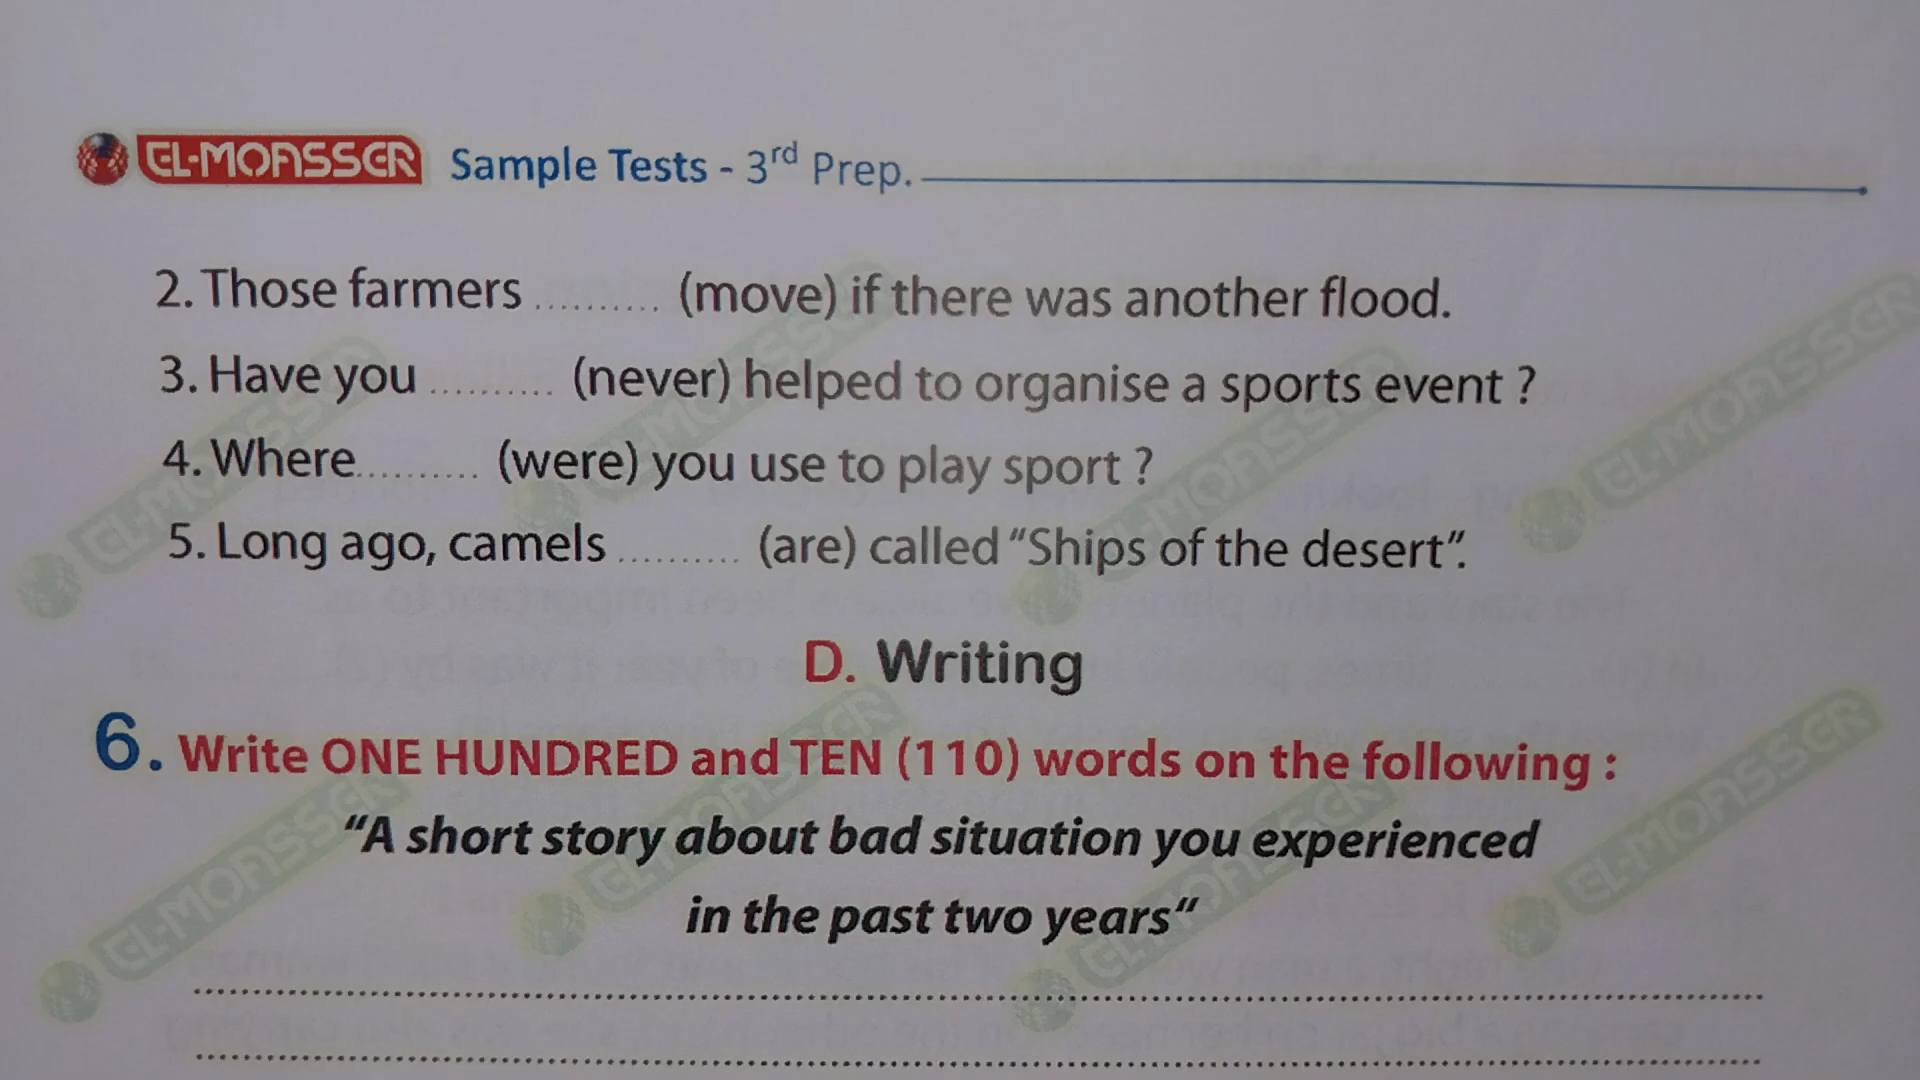 EL-MOASSER Sample Tests - 3rd Prep.
2. Those farmers .......... (move) if there was another flood.
3. Have you .......... (never) helped to organise a sports event ?
4. Where.......... (were) you use to play sport ?
5. Long ago, camels .......... (are) called “Ships of the desert”.
D. Writing
6. Write ONE HUNDRED and TEN (110) words on the following :
“A short story about bad situation you experienced
in the past two years“